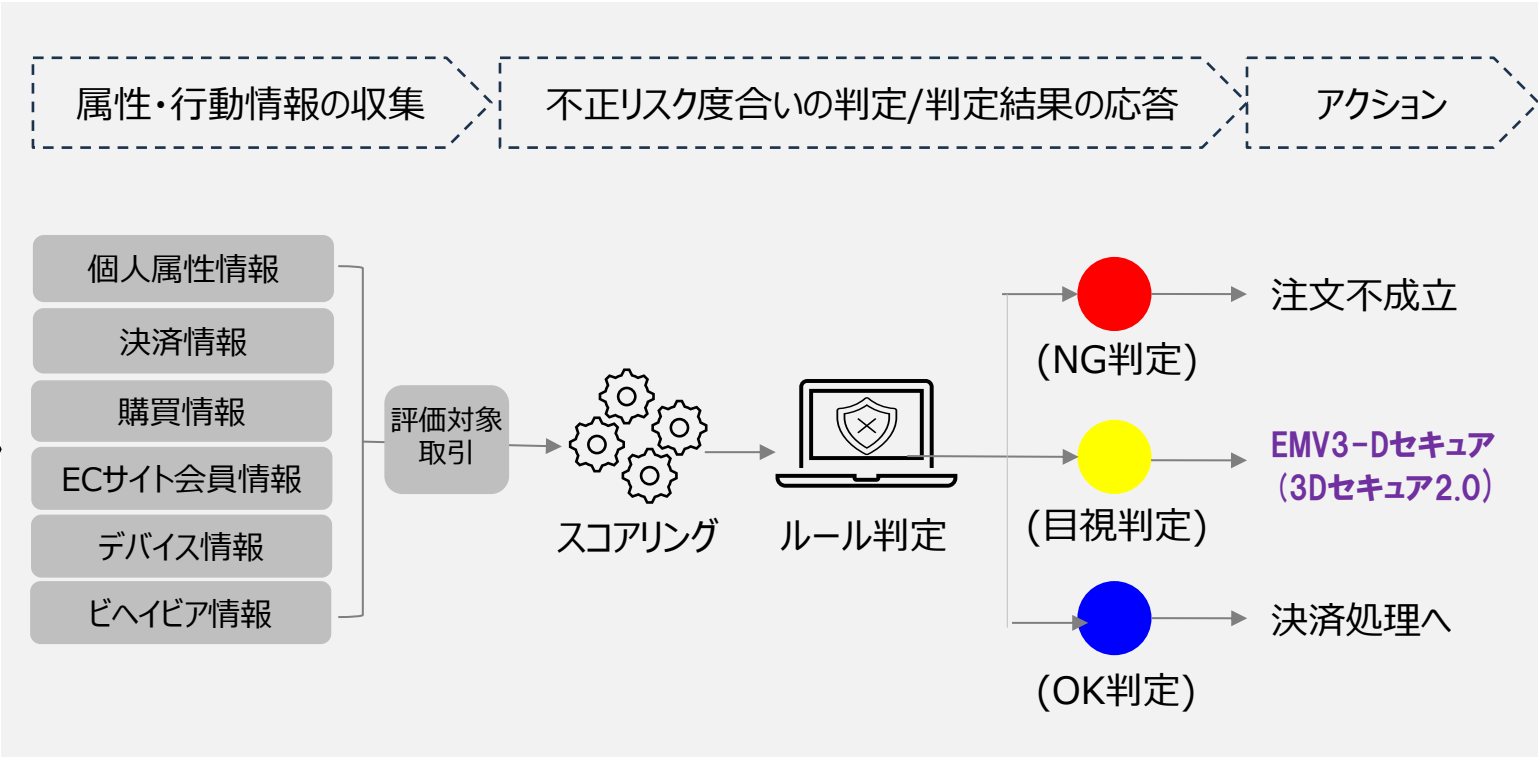 属性・行動情報の収集
不正リスク度合いの判定/判定結果の応答
アクション
個人属性情報
決済情報
購買情報
ECサイト会員情報
デバイス情報
ビヘイビア情報
評価対象
取引
スコアリング
ルール判定
(NG判定)
注文不成立
(目視判定)
EMV3-Dセキュア
(3Dセキュア2.0)
(OK判定)
決済処理へ